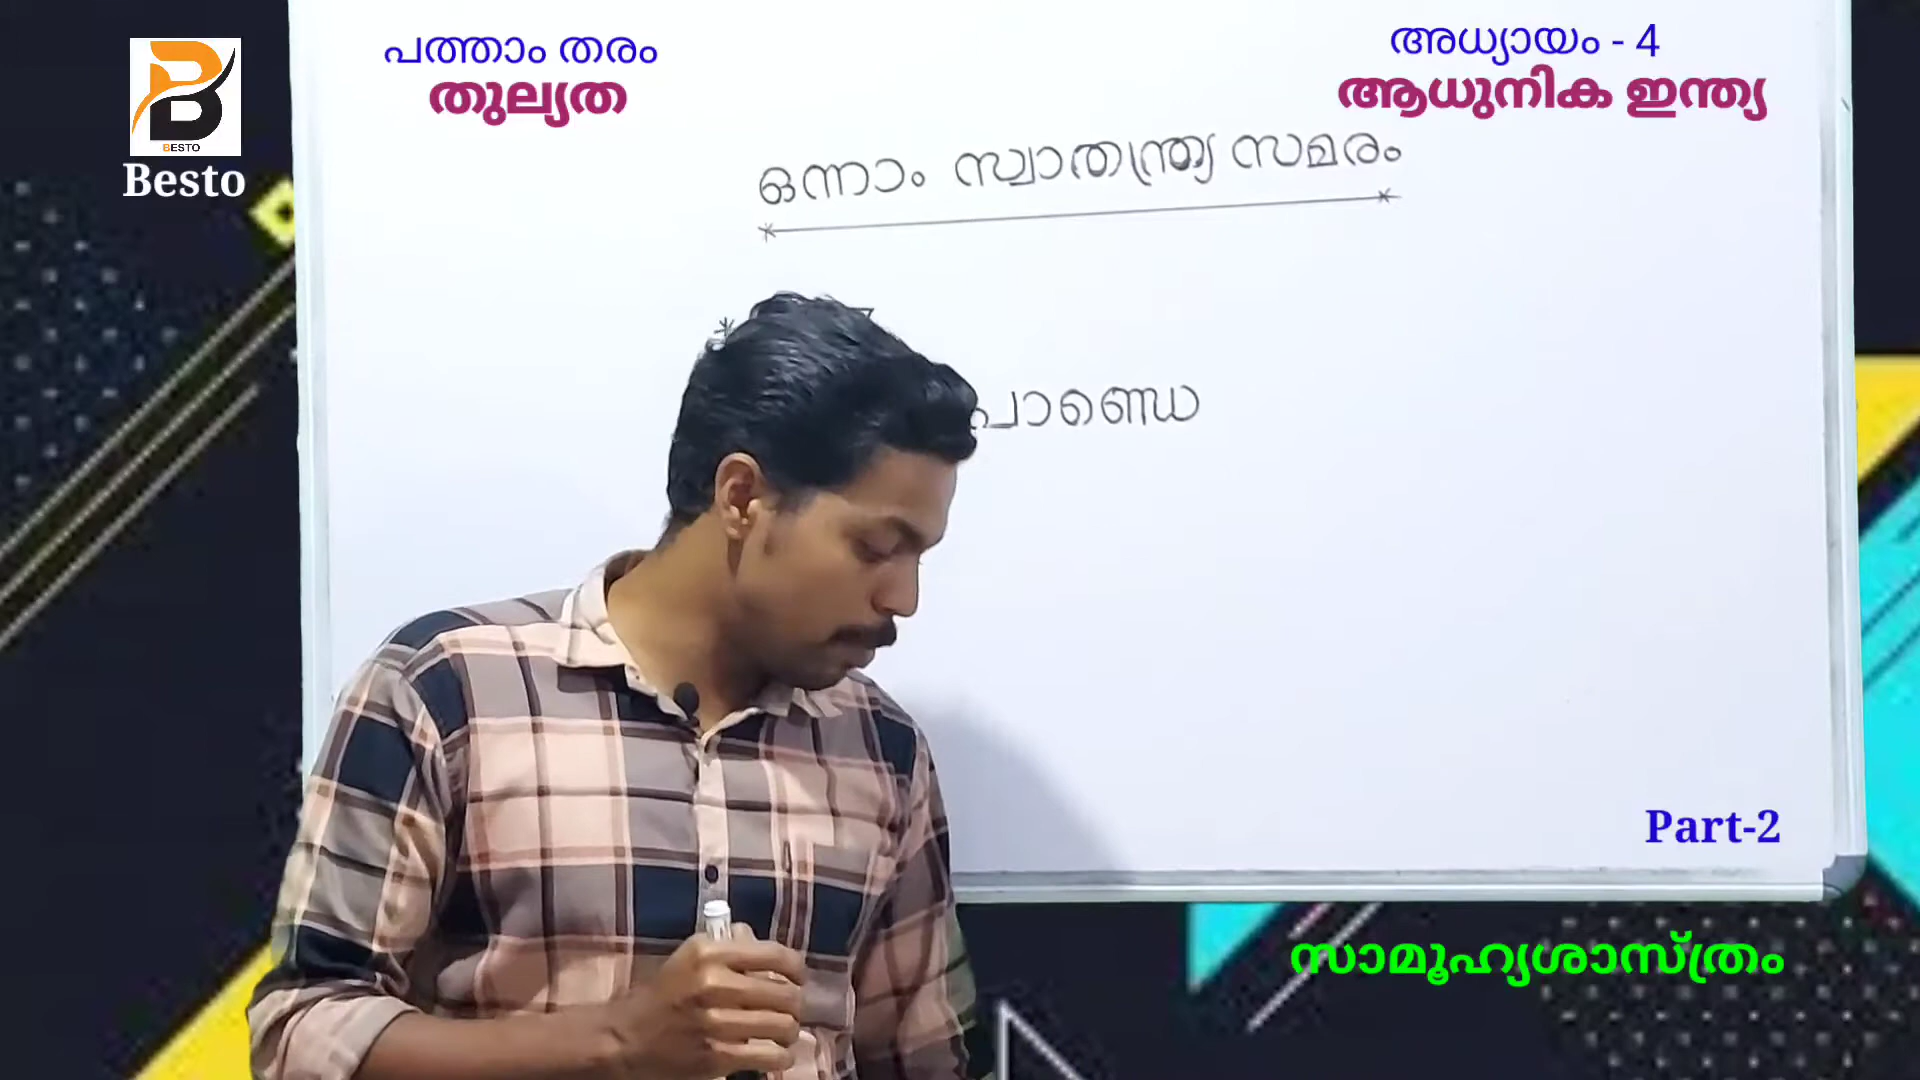 പത്താം തരം
തുല്യത
അധ്യായം - 4
ആധുനിക ഇന്ത്യ
BESTO
Besto
ഒന്നാം സ്വാതന്ത്ര്യ സമരം
പാണ്ഡെ
Part-2
സാമൂഹ്യശാസ്ത്രം